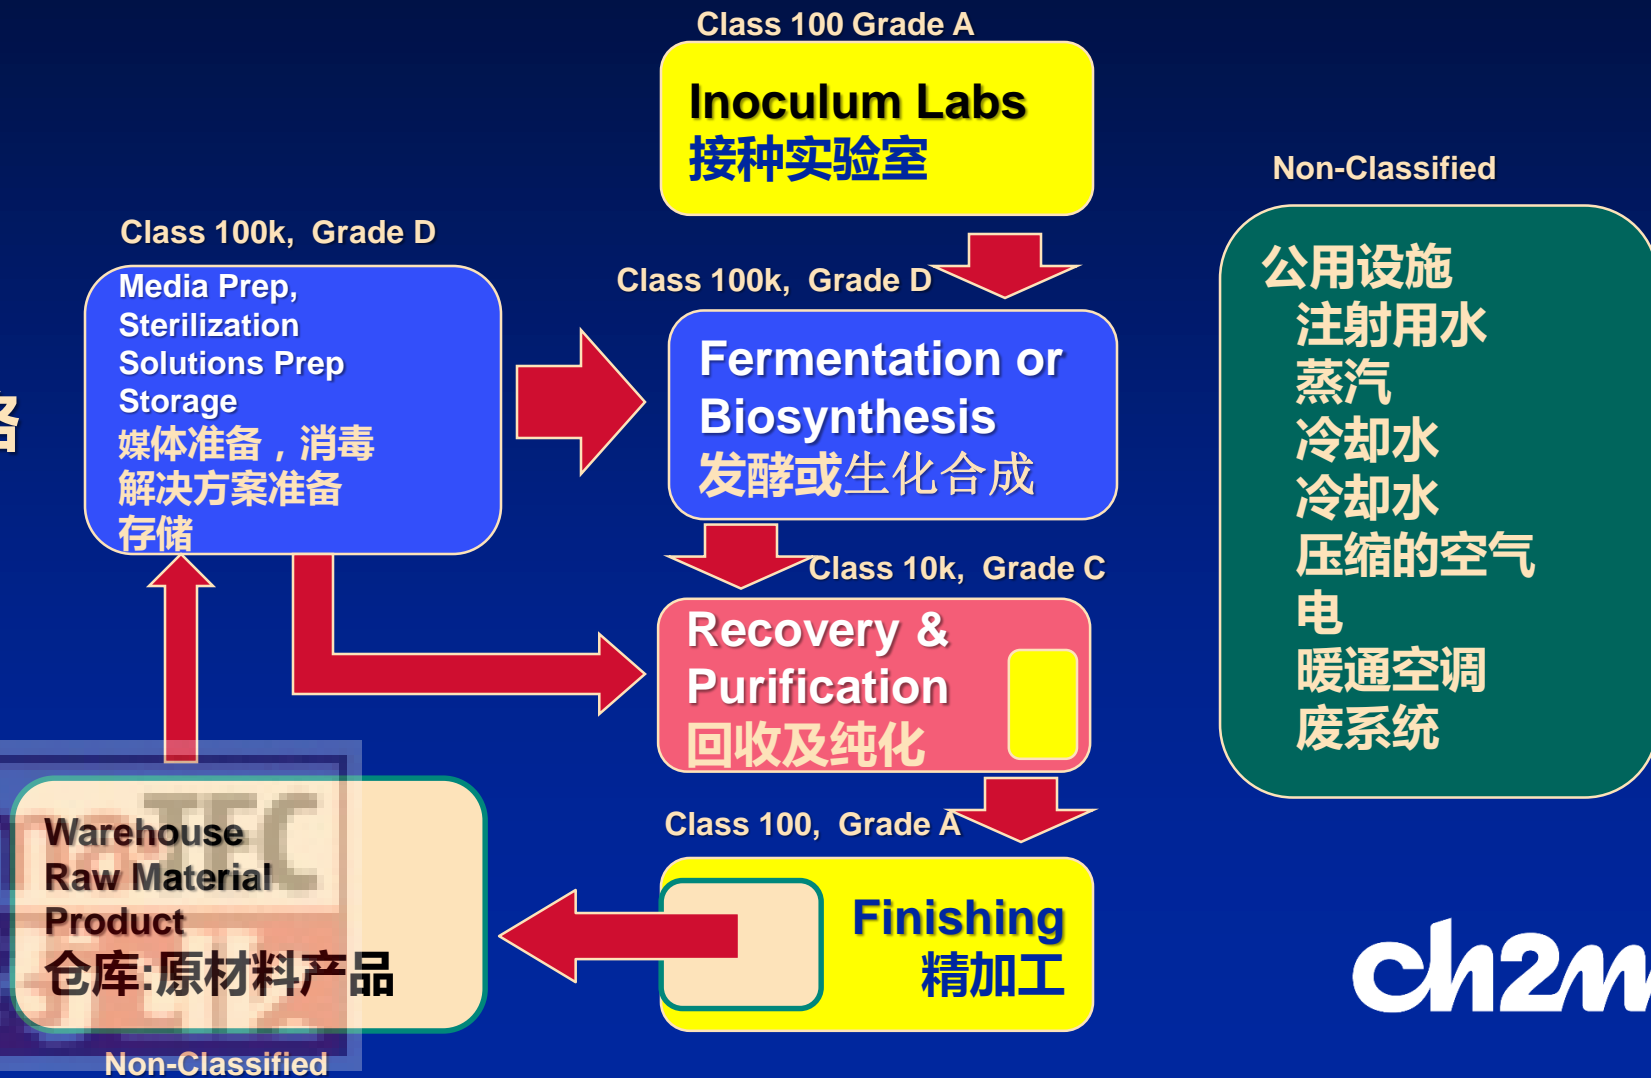 Class 100 Grade A
Inoculum Labs
接种实验室
Non-Classified
公用设施
注射用水
蒸汽
冷却水
冷却水
压缩的空气
电
暖通空调
废系统
Class 100k, Grade D
Media Prep,
Sterilization
Solutions Prep
Storage
媒体准备，消毒
解决方案准备
存储
Class 100k, Grade D
Fermentation or
Biosynthesis
发酵或生化合成
Class 10k, Grade C
Recovery &
Purification
回收及纯化
Class 100, Grade A
Finishing
精加工
Warehouse
Raw Material
Product
仓库:原材料产品
Non-Classified
ch2m